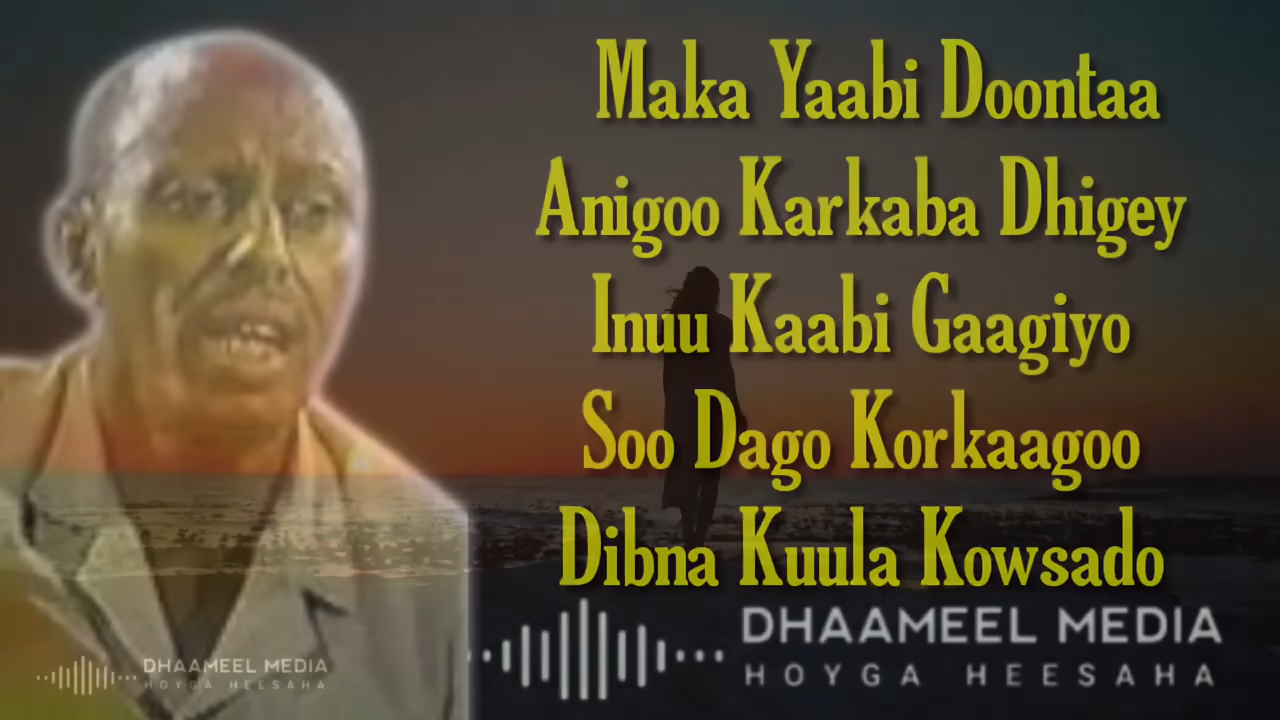 Maka Yaabi Doontaa
Anigoo Karkaba Dhigey
Inuu Kaabi Gaagiyo
Soo Dago Korkaagoo
Dibna Kuula Kowsado
DHAAMEEL MEDIA
HOYGA HEESAHA
DHAAMEEL MEDIA
HOYGA HEESAHA